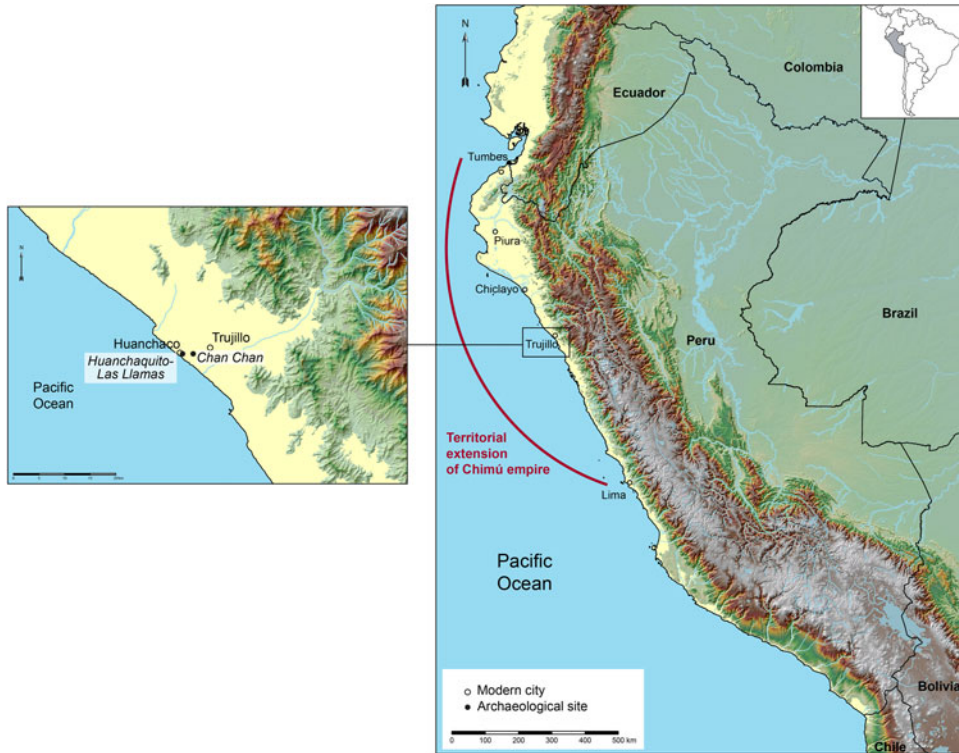 N
Huanchaco
Trujillo
Huanchaquito-
Las Llamas
Chan Chan
Pacific
Ocean
N
Colombia
Ecuador
Tumbes
Piura
Chiclayo
Trujillo
Peru
Brazil
Territorial
extension
of Chimú empire
Lima
Pacific
Ocean
Bolivia
Chile
Modern city
Archaeological site
0 100 200 300 400 500 km